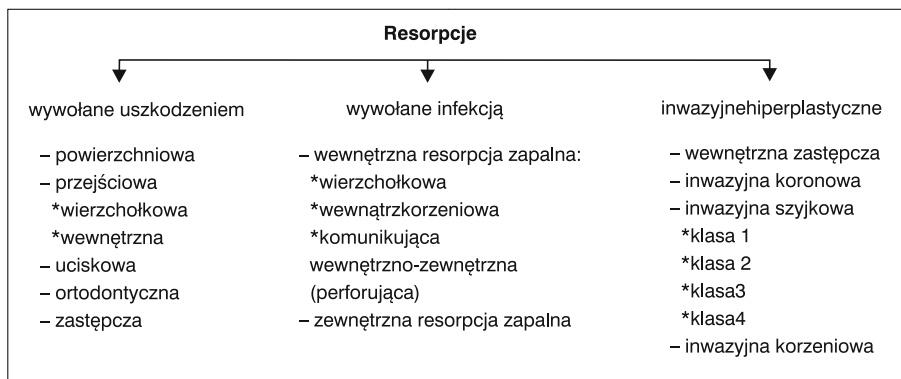 Resorpcje
wywołane uszkodzeniem
– powierzchniowa
– przejściowa
*wierzchołkowa
*wewnętrzna
– uciskowa
– ortodontyczna
– zastępcza
wywołane infekcją
– wewnętrzna resorpcja zapalna:
*wierzchołkowa
*wewnątrzkorzeniowa
*komunikująca
wewnętrzno-zewnętrzna
(perforująca)
– zewnętrzna resorpcja zapalna
inwazyjnehiperplastyczne
– wewnętrzna zastępcza
– inwazyjna koronowa
– inwazyjna szyjkowa
*klasa 1
*klasa 2
*klasa3
*klasa4
– inwazyjna korzeniowa